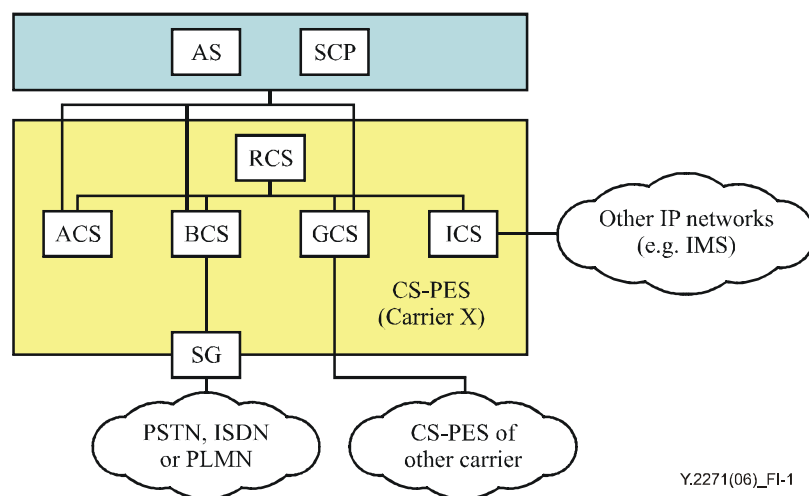 AS
SCP
RCS
ACS
BCS
GCS
ICS
Other IP networks
(e.g. IMS)
CS-PES
(Carrier X)
SG
PSTN, ISDN
or PLMN
CS-PES of
other carrier
Y.2271(06)_FI-1